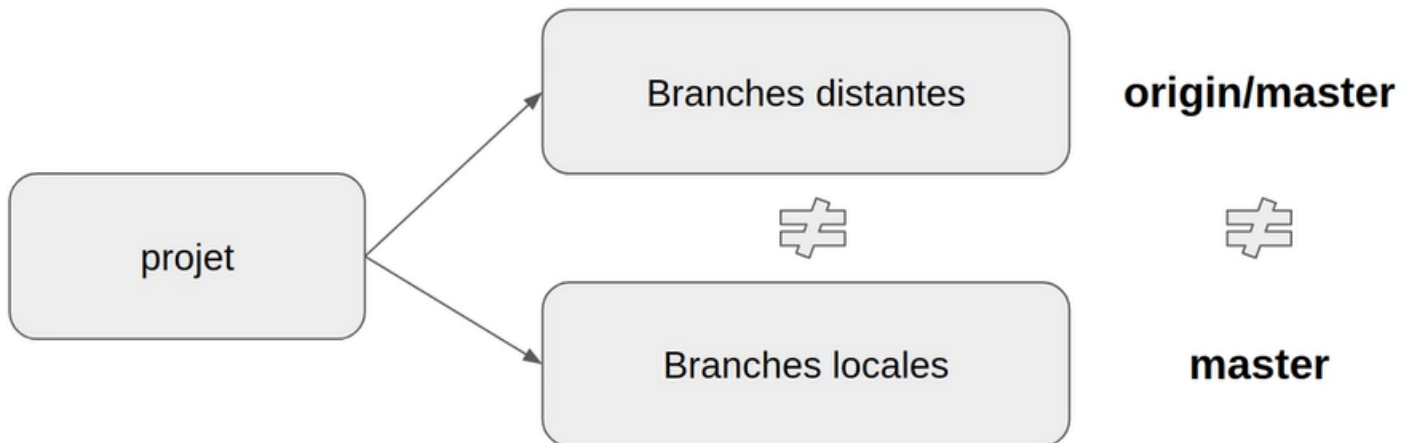 Branches distantes
origin/master
projet
≠
≠
Branches locales
master